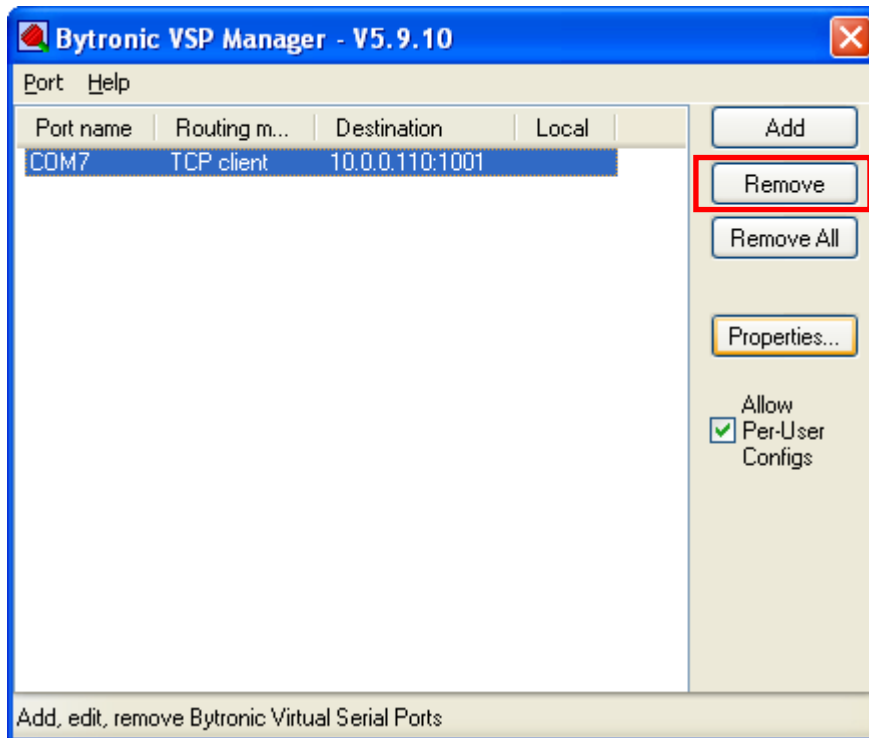 Bytronic VSP Manager - V5.9.10
Port Help
Port name Routing m... Destination Local
COM7 TCP client 10.0.0.110:1001
Add
Remove
Remove All
Properties...
Allow
Per-User
Configs
Add, edit, remove Bytronic Virtual Serial Ports